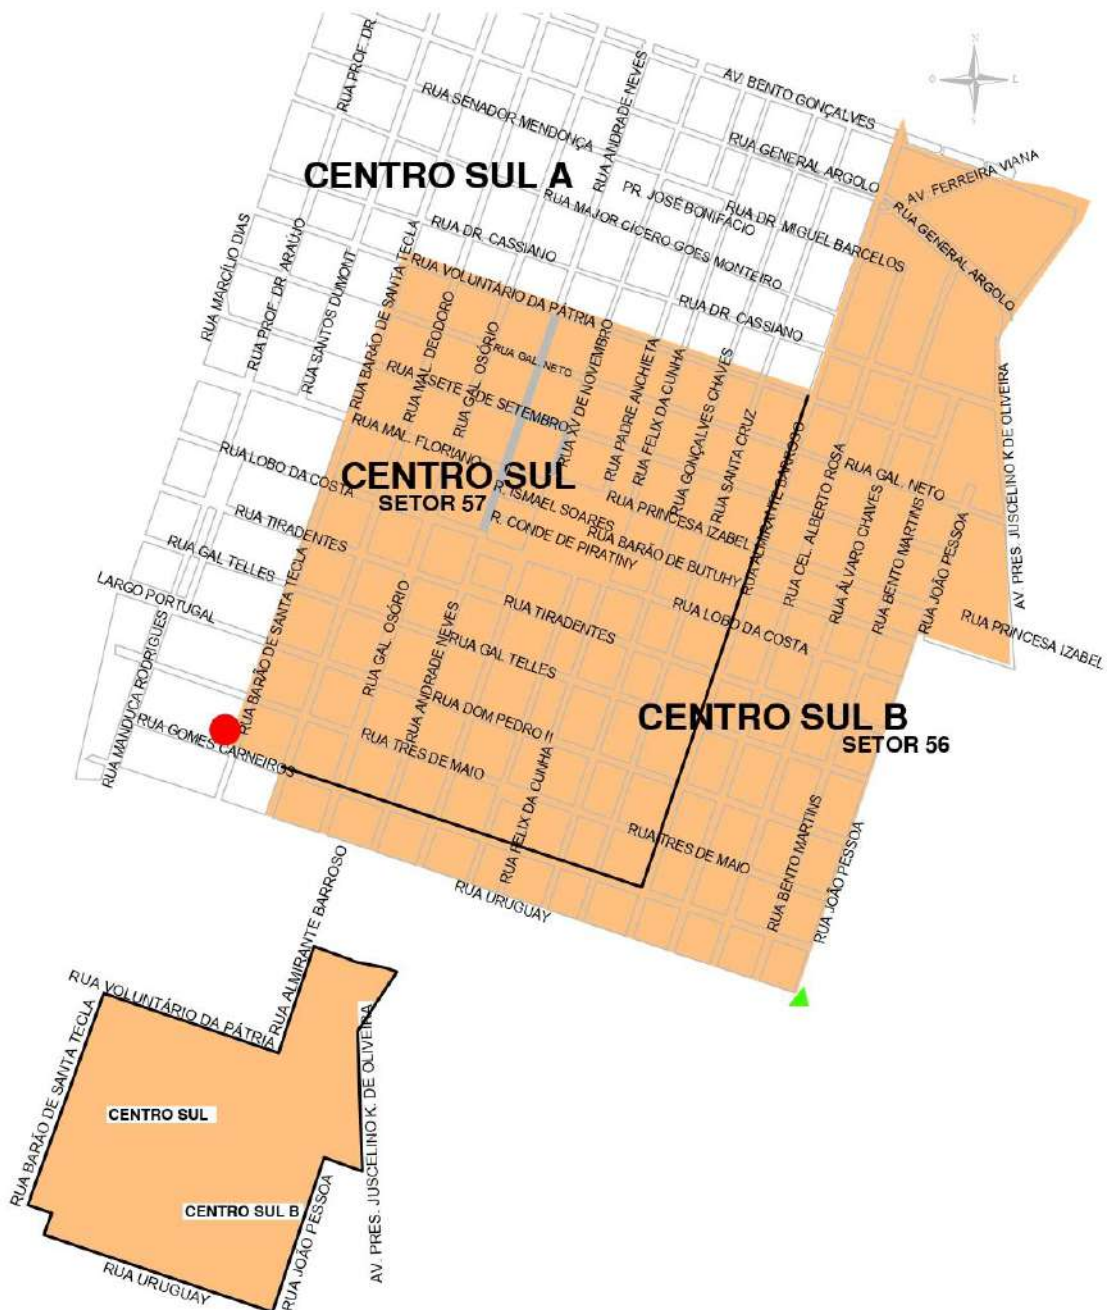 RUA PROF. DR.
AV. BENTO GONÇALVES
N
O
L
S
RUA SENADOR MENDONÇA
RUA ANDRADE NEVES
RUA GENERAL ARGOLO
AV. FERREIRA VIANA
CENTRO SUL A
PR. JOSÉ BONIFÁCIO
RUA DR. MIGUEL BARCELOS
RUA GENERAL ARGOLO
RUA MAJOR CÍCERO GOES MONTEIRO
RUA MARCÍLIO DIAS
RUA PROF. DR. ARAÚJO
RUA SANTOS DUMONT
RUA BARÃO DE SANTA TECLA
RUA DR. CASSIANO
RUA VOLUNTÁRIO DA PÁTRIA
RUA DR. CASSIANO
RUA MAL. DEODORO
RUA GAL. OSÓRIO
RUA GAL. NETO
RUA SETE DE SETEMBRO
RUA XV DE NOVEMBRO
RUA PADRE ANCHIETA
RUA FELIX DA CUNHA
RUA GONÇALVES CHAVES
RUA SANTA CRUZ
RUA ALMIRANTE BARROSO
AV. PRES. JUSCELINO K DE OLIVEIRA
RUA MAL. FLORIANO
RUA LOBO DA COSTA
CENTRO SUL
SETOR 57
RUA GAL. NETO
R. ISMAEL SOARES
RUA PRINCESA IZABEL
R. CONDE DE PIRATINY
RUA BARÃO DE BUTUHY
RUA CEL. ALBERTO ROSA
RUA ÁLVARO CHAVES
RUA BENTO MARTINS
RUA JOÃO PESSOA
RUA TIRADENTES
RUA GAL TELLES
LARGO PORTUGAL
RUA BARÃO DE SANTA TECLA
RUA TIRADENTES
RUA LOBO DA COSTA
RUA PRINCESA IZABEL
RUA GAL. OSÓRIO
RUA ANDRADE NEVES
RUA GAL TELLES
RUA MANDUCA RODRIGUES
RUA DOM PEDRO II
CENTRO SUL B
SETOR 56
RUA GOMES CARNEIROS
RUA TRES DE MAIO
RUA FELIX DA CUNHA
RUA TRES DE MAIO
RUA BENTO MARTINS
RUA JOÃO PESSOA
RUA URUGUAY
RUA ALMIRANTE BARROSO
RUA VOLUNTÁRIO DA PÁTRIA
RUA BARÃO DE SANTA TECLA
AV. PRES. JUSCELINO K. DE OLIVEIRA
CENTRO SUL
CENTRO SUL B
RUA JOÃO PESSOA
RUA URUGUAY